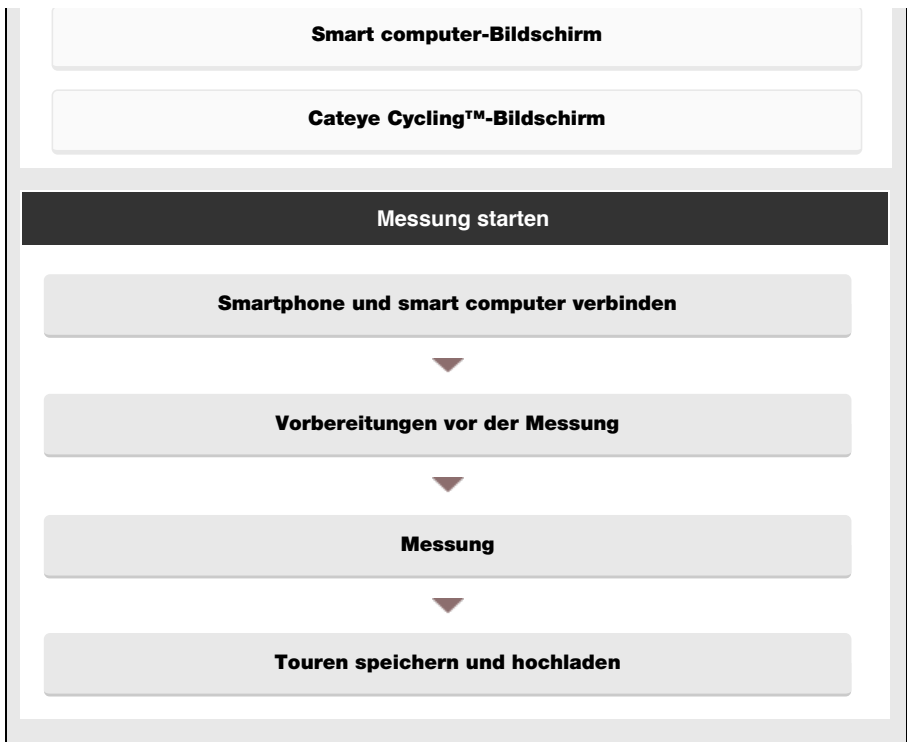 Smart computer-Bildschirm
Cateye Cycling™-Bildschirm
Messung starten
Smartphone und smart computer verbinden
Vorbereitungen vor der Messung
Messung
Touren speichern und hochladen